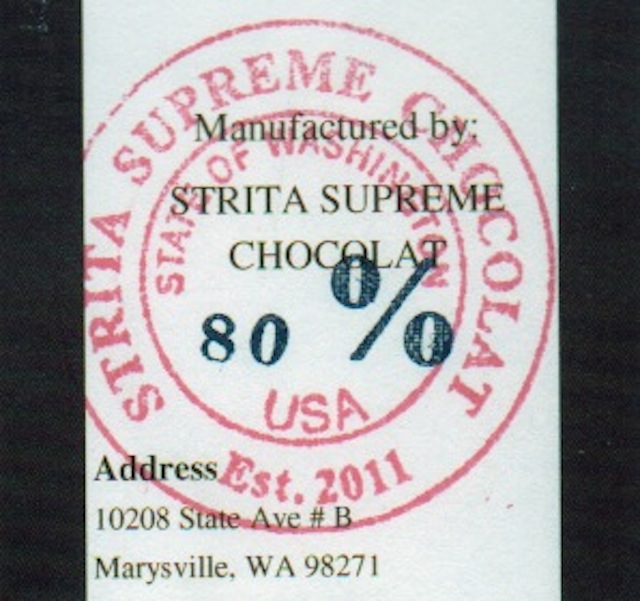 STRITA SUPREME CHOCOLAT
STATE OF WASHINGTON
Manufactured by:
STRITA SUPREME
CHOCOLAT
80 %
USA
Est. 2011
Address
10208 State Ave # B
Marysville, WA 98271